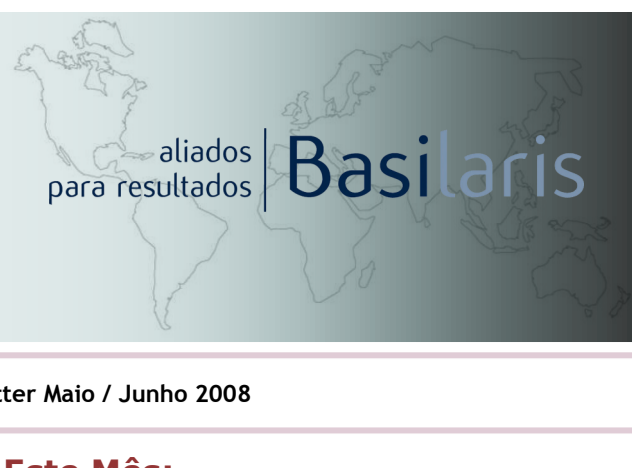 aliados
para resultados
Basilaris
tter Maio / Junho 2008
Este Mês: